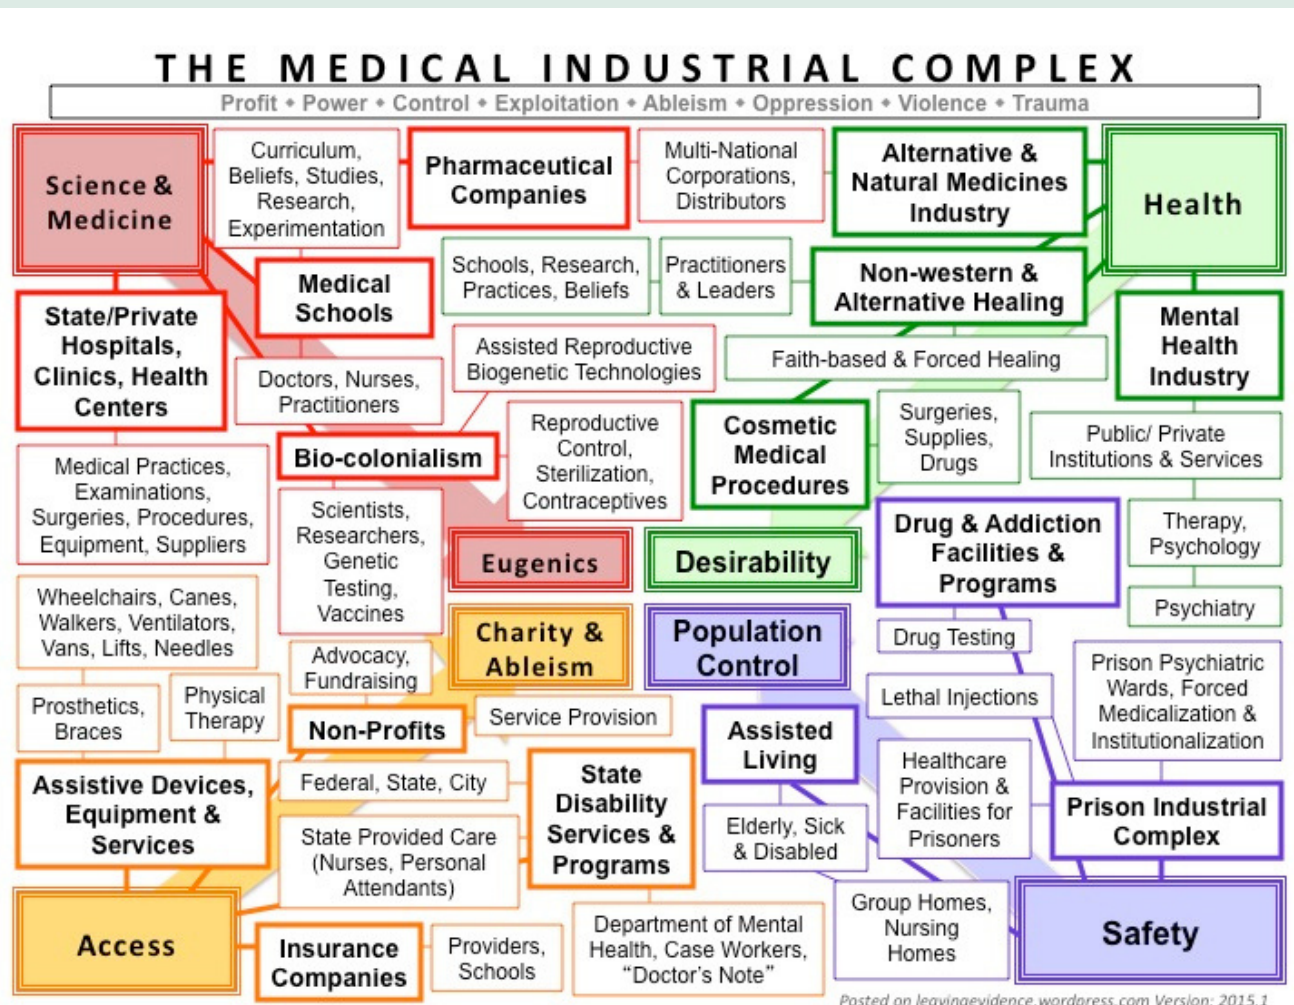 THE MEDICAL INDUSTRIAL COMPLEX
Profit • Power • Control • Exploitation • Ableism • Oppression • Violence • Trauma
Science &
Medicine
Curriculum,
Beliefs, Studies,
Research,
Experimentation
Pharmaceutical
Companies
Multi-National
Corporations,
Distributors
Alternative &
Natural Medicines
Industry
Health
Medical
Schools
Schools, Research,
Practices, Beliefs
Practitioners
& Leaders
Non-western &
Alternative Healing
State/Private
Hospitals,
Clinics, Health
Centers
Mental
Health
Industry
Doctors, Nurses,
Practitioners
Assisted Reproductive
Biogenetic Technologies
Faith-based & Forced Healing
Bio-colonialism
Reproductive
Control,
Sterilization,
Contraceptives
Cosmetic
Medical
Procedures
Surgeries,
Supplies,
Drugs
Public/ Private
Institutions & Services
Medical Practices,
Examinations,
Surgeries, Procedures,
Equipment, Suppliers
Scientists,
Researchers,
Genetic
Testing,
Vaccines
Eugenics
Desirability
Drug & Addiction
Facilities &
Programs
Therapy,
Psychology
Psychiatry
Wheelchairs, Canes,
Walkers, Ventilators,
Vans, Lifts, Needles
Advocacy,
Fundraising
Charity &
Ableism
Population
Control
Drug Testing
Prison Psychiatric
Wards, Forced
Medicalization &
Institutionalization
Prosthetics,
Braces
Physical
Therapy
Non-Profits
Service Provision
Assisted
Living
Lethal Injections
Assistive Devices,
Equipment &
Services
Federal, State, City
State
Disability
Services &
Programs
Healthcare
Provision &
Facilities for
Prisoners
Prison Industrial
Complex
State Provided Care
(Nurses, Personal
Attendants)
Elderly, Sick
& Disabled
Access
Insurance
Companies
Providers,
Schools
Department of Mental
Health, Case Workers,
“Doctor’s Note”
Group Homes,
Nursing
Homes
Safety
Posted on leavingevidence.wordpress.com Version: 2015.1